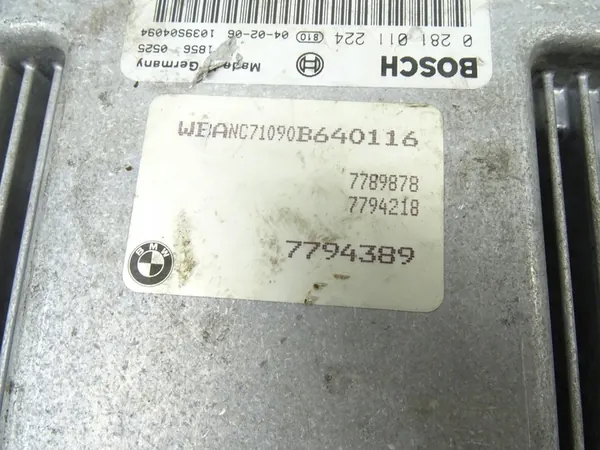 BOSCH
0 281 011 224 B10 04-02-06 1039S04094
Made in Germany 1856 0525
WBANC71090B640116
7789878
7794218
BMW
7794389